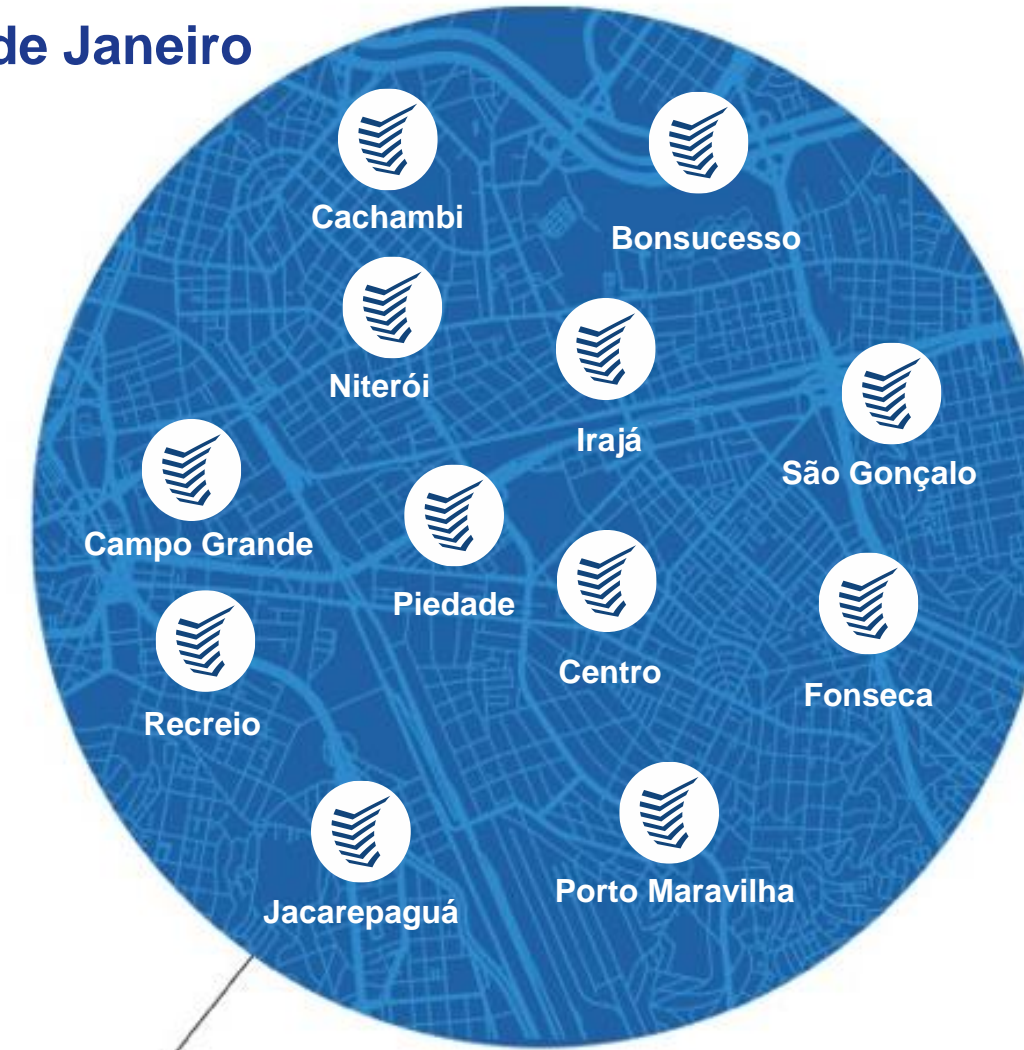 de Janeiro
Cachambi
Bonsucesso
Niterói
Irajá
São Gonçalo
Campo Grande
Piedade
Centro
Fonseca
Recreio
Porto Maravilha
Jacarepaguá